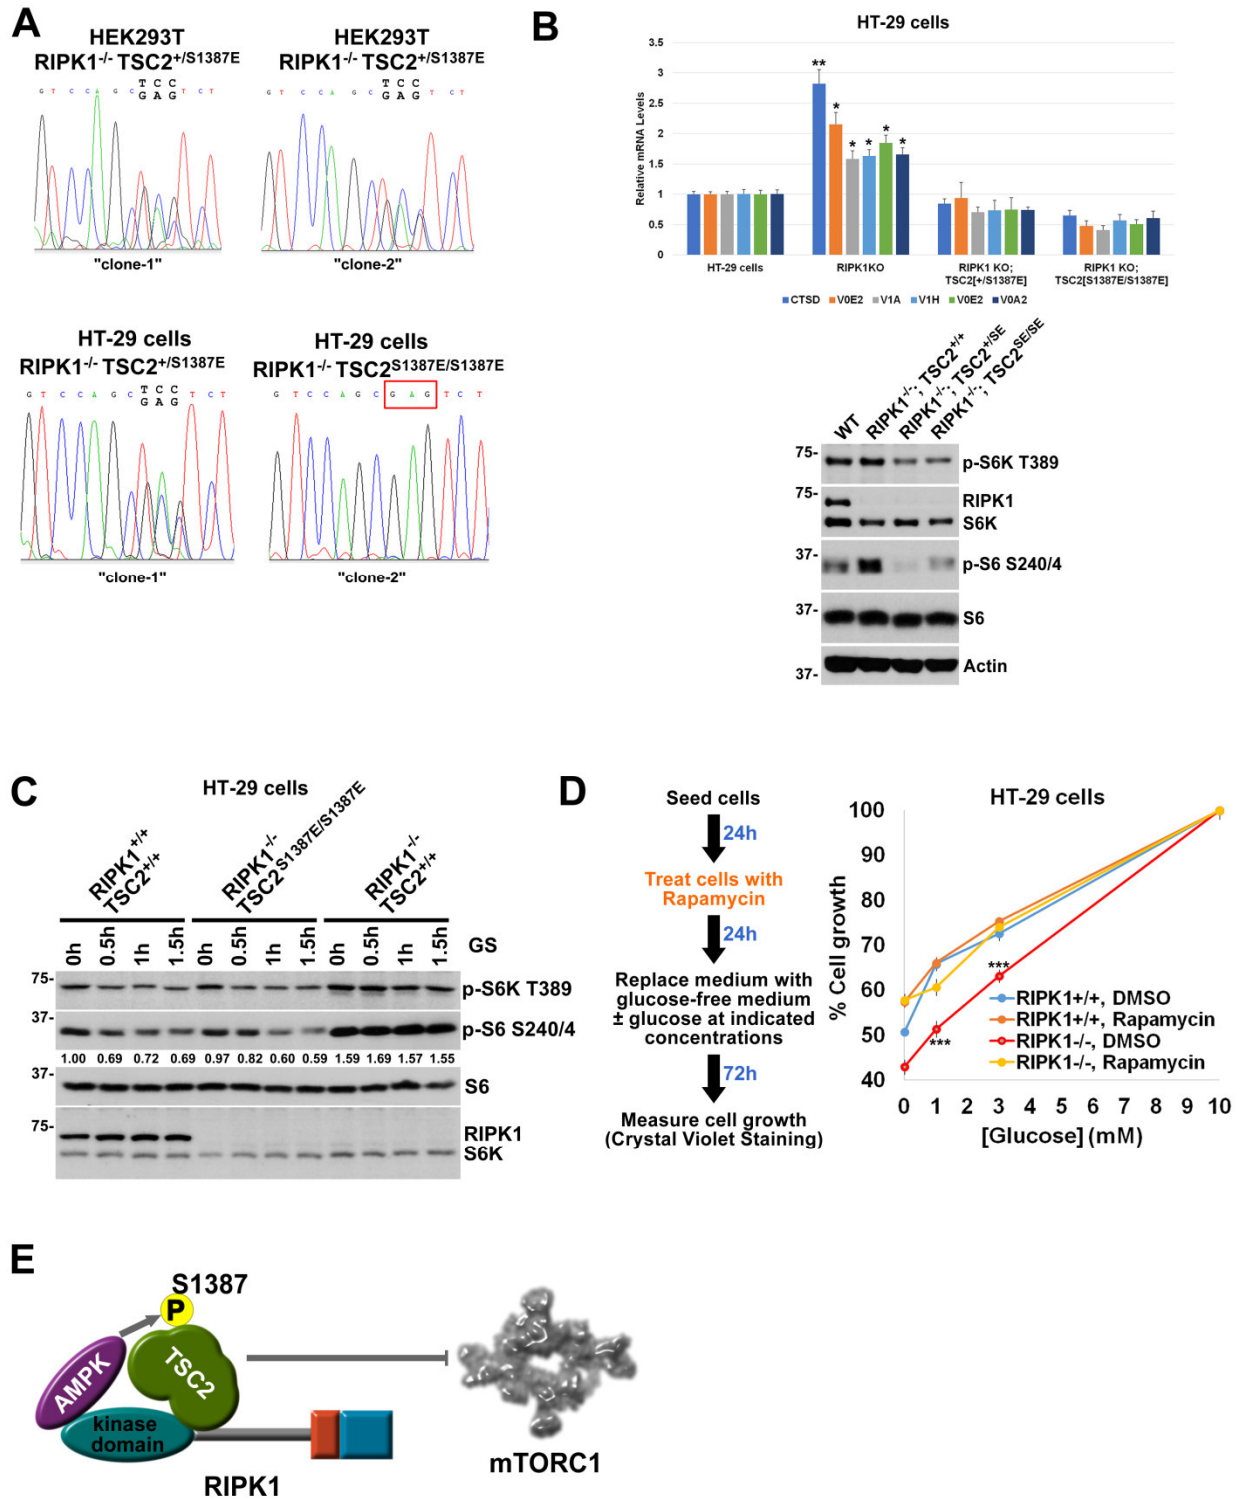 A
HEK293T
RIPK1-/- TSC2+/S1387E
T C C
G T C C A G C G A G T C T
"clone-1"
HEK293T
RIPK1-/- TSC2+/S1387E
T C C
G T C C A G C G A G T C T
"clone-2"
HT-29 cells
RIPK1-/- TSC2+/S1387E
T C C
G T C C A G C G A G T C T
"clone-1"
HT-29 cells
RIPK1-/- TSC2S1387E/S1387E
G T C C A G C G A G T C T
"clone-2"
B
HT-29 cells
Relative mRNA Levels
3.5
3
2.5
2
1.5
1
0.5
0
** * * * * *
HT-29 cells
RIPK1KO
RIPK1 KO;
TSC2[+/S1387E]
RIPK1 KO;
TSC2[S1387E/S1387E]
CTSD V0E2 V1A V1H V0E2 V0A2
WT
RIPK1-/-; TSC2+/+
RIPK1-/-; TSC2+/SE
RIPK1-/-; TSC2SE/SE
75- p-S6K T389
75- RIPK1
S6K
37- p-S6 S240/4
37- S6
37- Actin
C
HT-29 cells
RIPK1+/+
TSC2+/+
RIPK1-/-
TSC2S1387E/S1387E
RIPK1-/-
TSC2+/+
0h 0.5h 1h 1.5h 0h 0.5h 1h 1.5h 0h 0.5h 1h 1.5h GS
75- p-S6K T389
37- p-S6 S240/4
1.00 0.69 0.72 0.69 0.97 0.82 0.60 0.59 1.59 1.69 1.57 1.55
37- S6
75- RIPK1
S6K
D
Seed cells
24h
Treat cells with
Rapamycin
24h
Replace medium with
glucose-free medium
± glucose at indicated
concentrations
72h
Measure cell growth
(Crystal Violet Staining)
HT-29 cells
% Cell growth
100
90
80
70
60
50
40
***
***
RIPK1+/+, DMSO
RIPK1+/+, Rapamycin
RIPK1-/-, DMSO
RIPK1-/-, Rapamycin
0 1 2 3 4 5 6 7 8 9 10
[Glucose] (mM)
E
S1387
P
AMPK
TSC2
kinase
domain
RIPK1
mTORC1